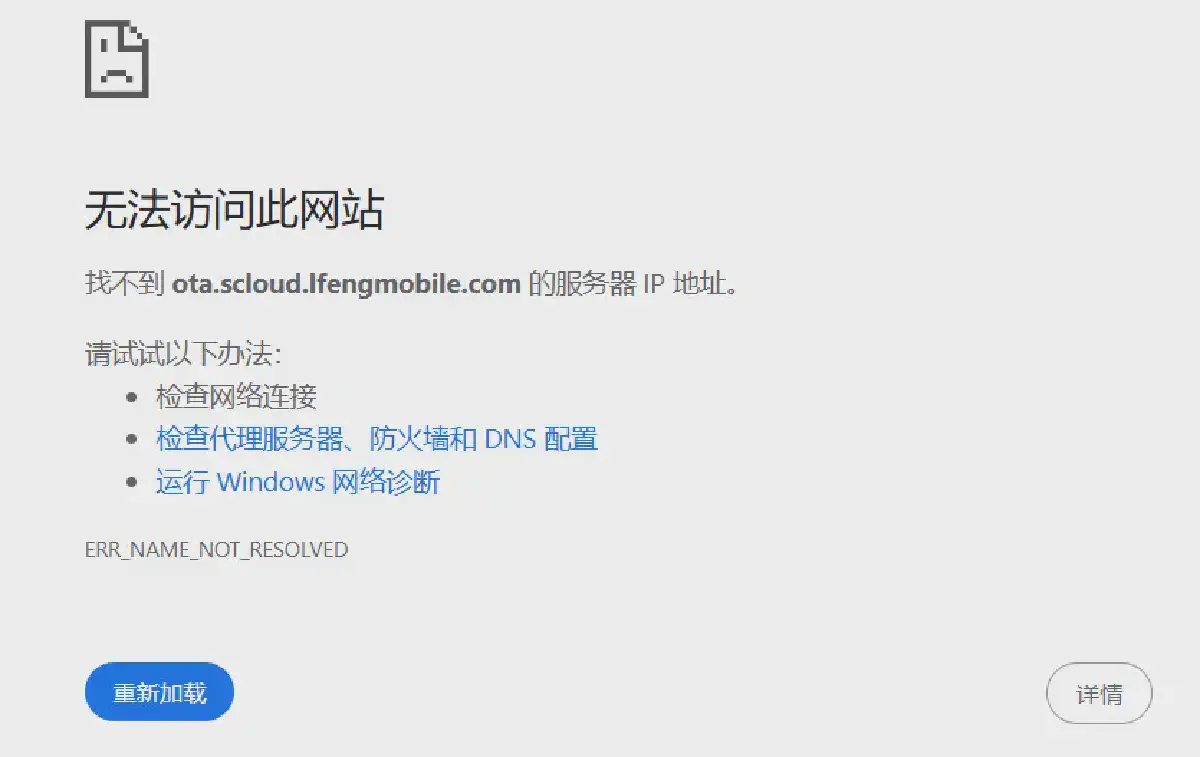 无法访问此网站
找不到 ota.scloud.lfengmobile.com 的服务器 IP 地址。
请试试以下办法：
检查网络连接
检查代理服务器、防火墙和 DNS 配置
运行 Windows 网络诊断
ERR_NAME_NOT_RESOLVED
重新加载
详情